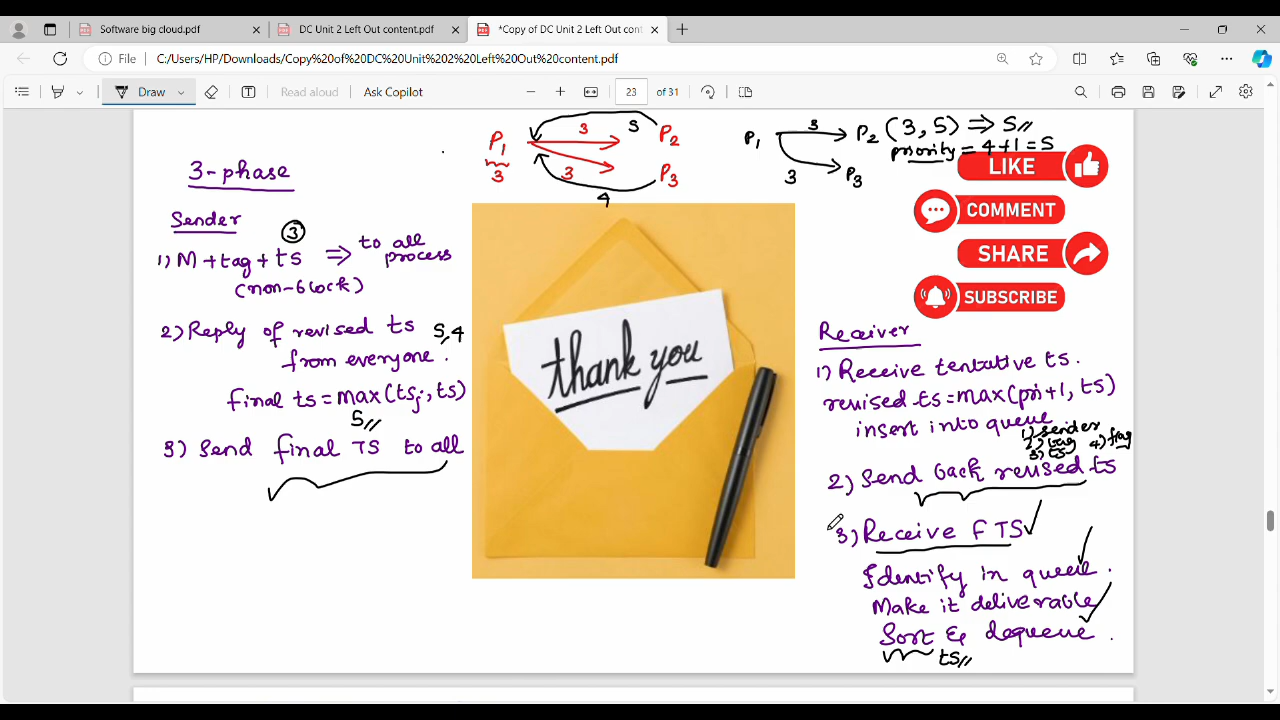 Software big cloud.pdf
DC Unit 2 Left Out content.pdf
*Copy of DC Unit 2 Left Out cont
File
C:/Users/HP/Downloads/Copy%20of%20DC%20Unit%202%20Left%20Out%20Content.pdf
Draw
Read aloud
Ask Copilot
23
of 31
3-phase
Sender
3
1) M + tag + ts ⇒ to all process
(non-block)
2) Reply of revised ts 5,4
from everyone.
final ts = max(tsj, ts)
5//
3) Send final TS to all
P1
3
3
5
P2
3
P3
4
P1
3
P2 (3, 5) ⇒ 5//
priority = 4+1 = 5
3
P3
LIKE
COMMENT
SHARE
SUBSCRIBE
thank you
Receiver
1) Receive tentative ts.
revised ts = max(pri+1, ts)
insert into queue
1) sender
2) tag 4) flag
3) ts
2) Send back revised ts
3) Receive F TS
Identify in queue.
Make it deliverable
Sort & dequeue.
ts//